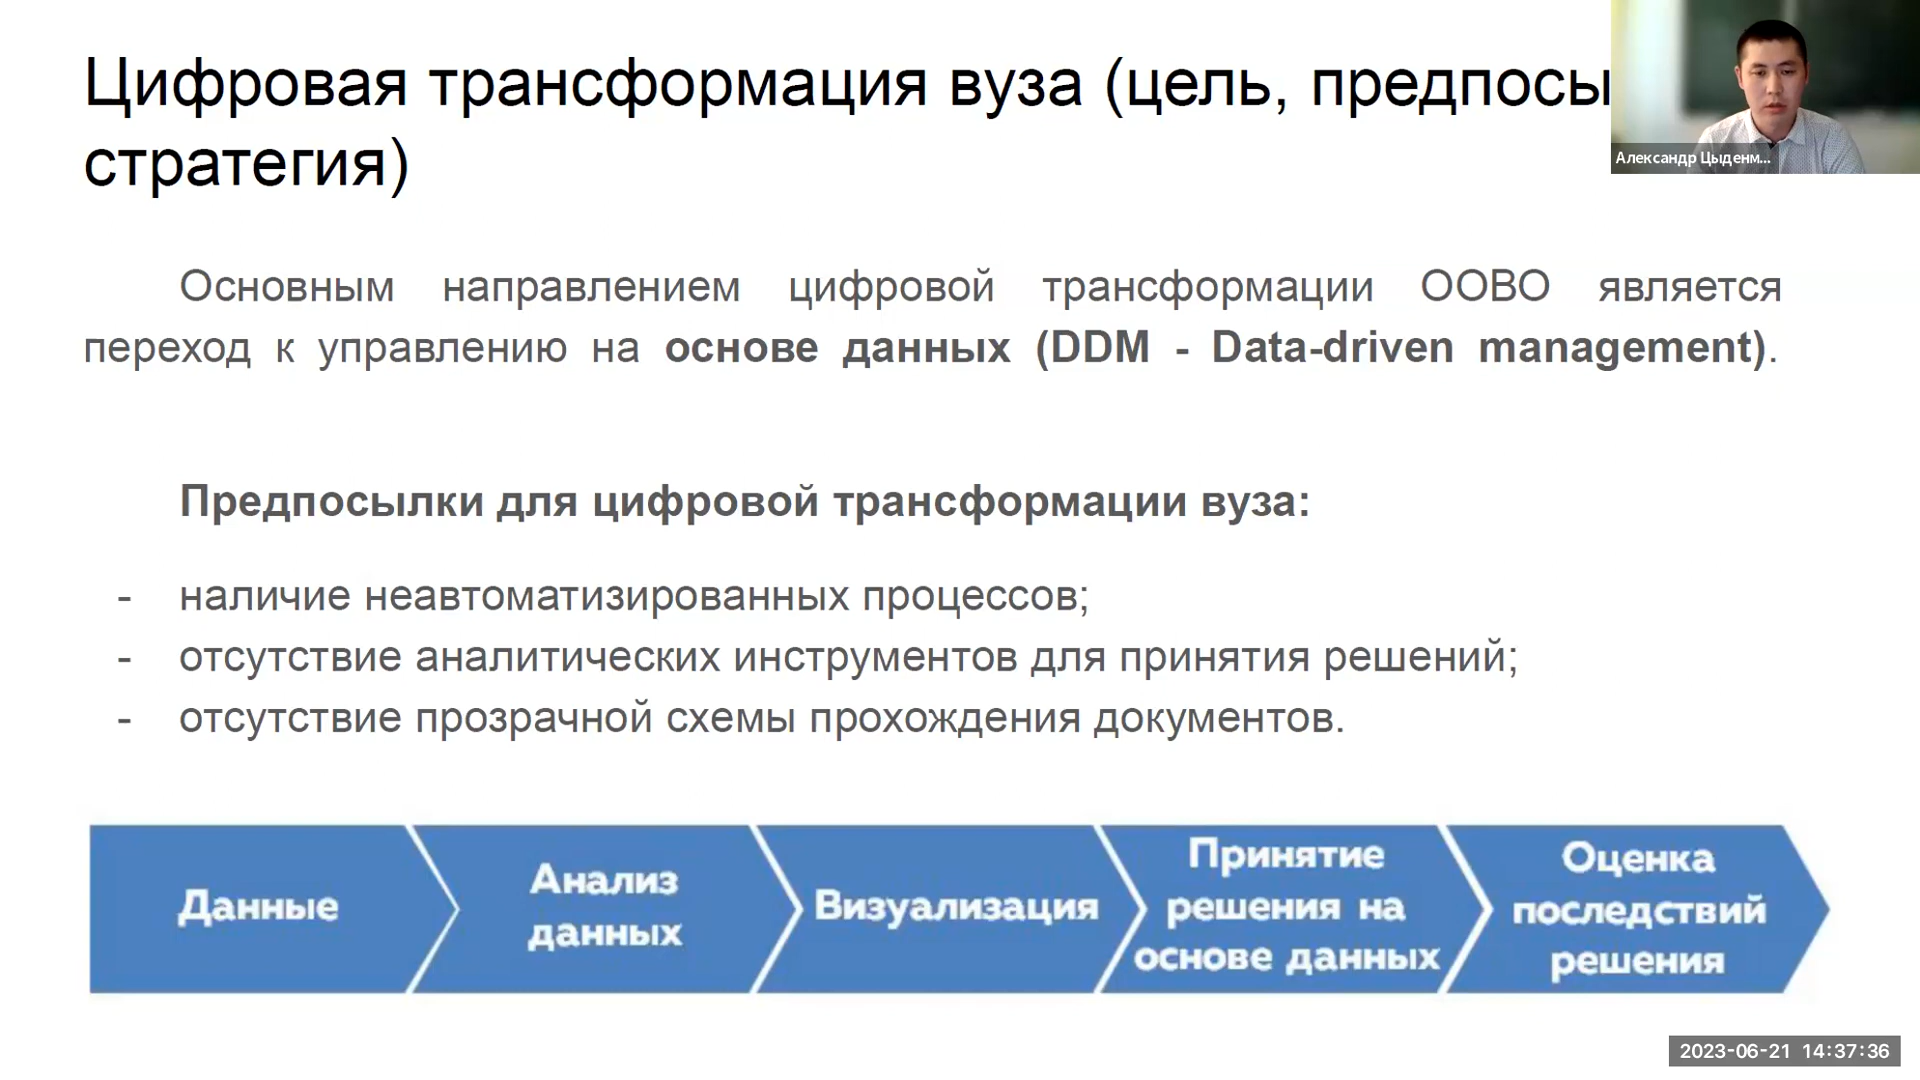 Цифровая трансформация вуза (цель, предпосы
стратегия)
Александр Цыденм...
Основным направлением цифровой трансформации ООВО является
переход к управлению на основе данных (DDM - Data-driven management).
Предпосылки для цифровой трансформации вуза:
- наличие неавтоматизированных процессов;
- отсутствие аналитических инструментов для принятия решений;
- отсутствие прозрачной схемы прохождения документов.
Данные
Анализ
данных
Визуализация
Принятие
решения на
основе данных
Оценка
последствий
решения
2023-06-21 14:37:36